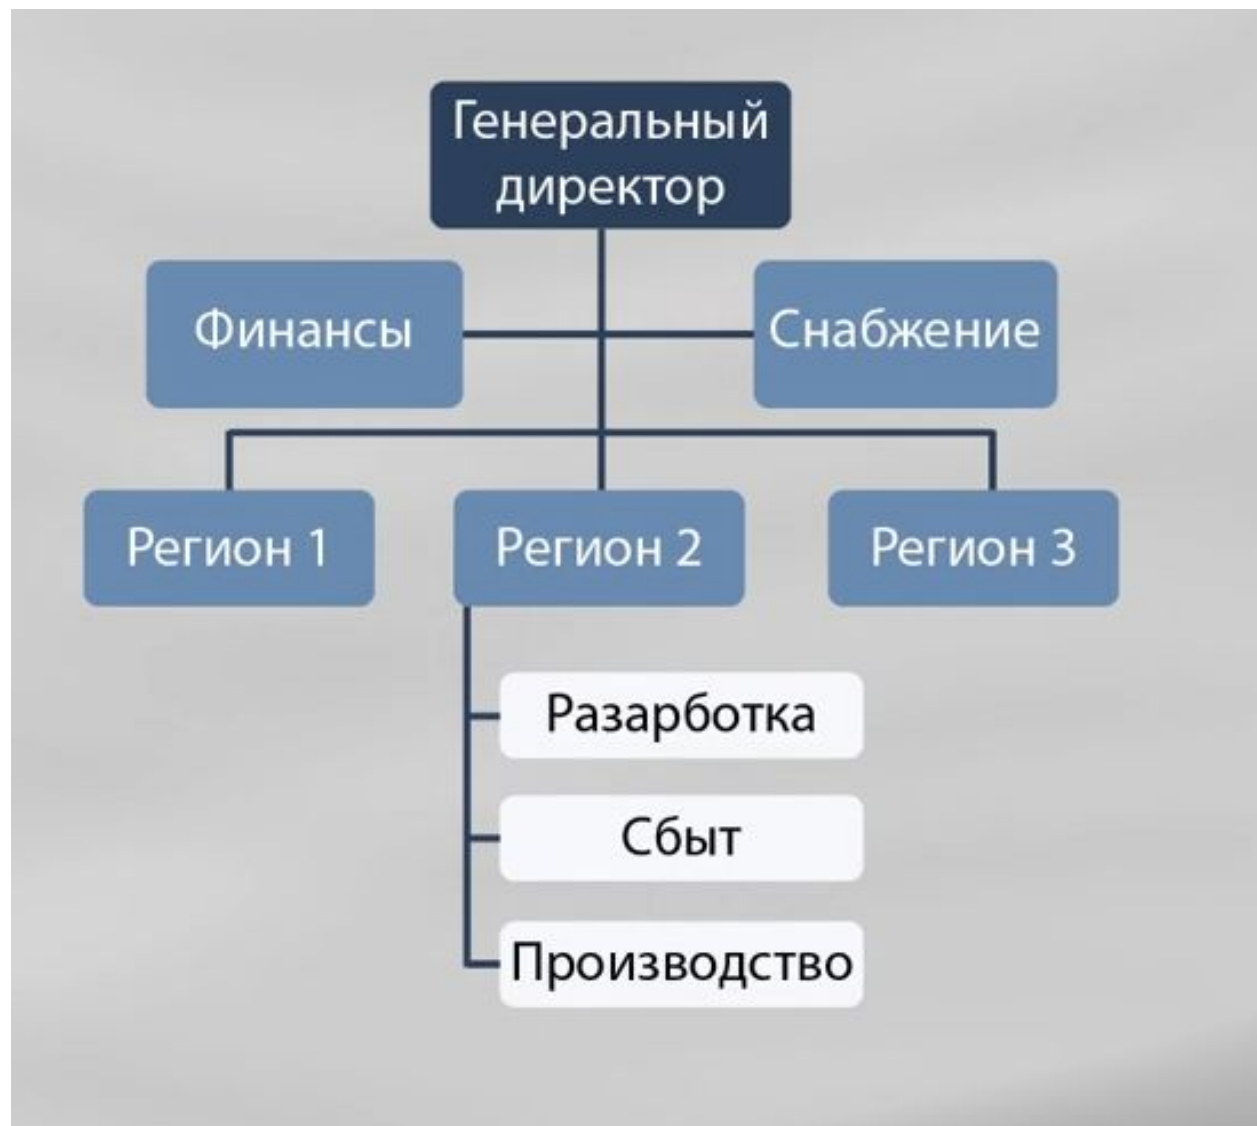 Генеральный
директор
Финансы
Снабжение
Регион 1
Регион 2
Регион 3
Разарботка
Сбыт
Производство